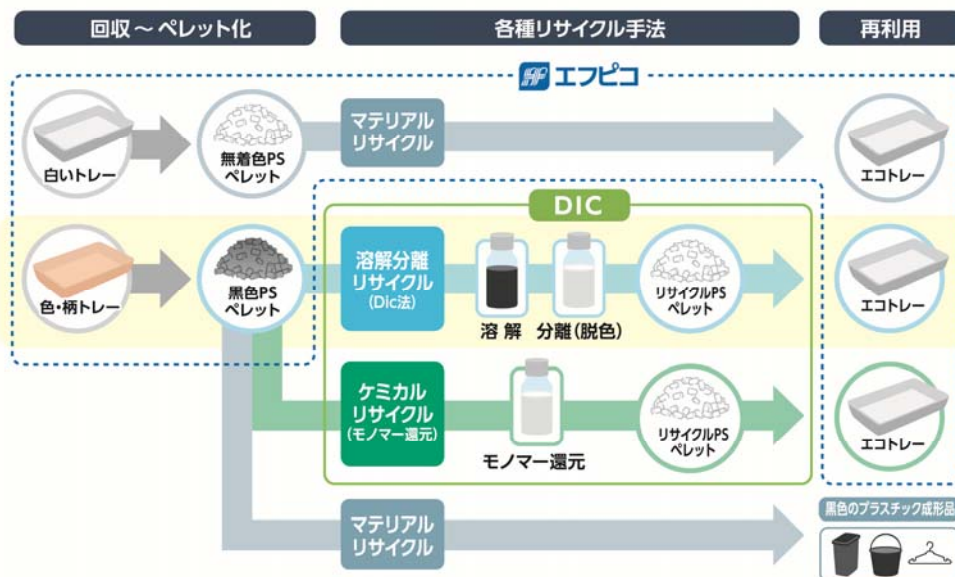 回収～ペレット化
各種リサイクル手法
再利用
エフピコ
白いトレー
無着色PS
ペレット
マテリアル
リサイクル
エコトレー
DIC
色・柄トレー
黒色PS
ペレット
溶解分離
リサイクル
(Dic法)
溶解
分離(脱色)
リサイクルPS
ペレット
エコトレー
ケミカル
リサイクル
(モノマー還元)
モノマー還元
リサイクルPS
ペレット
エコトレー
マテリアル
リサイクル
黒色のプラスチック成形品